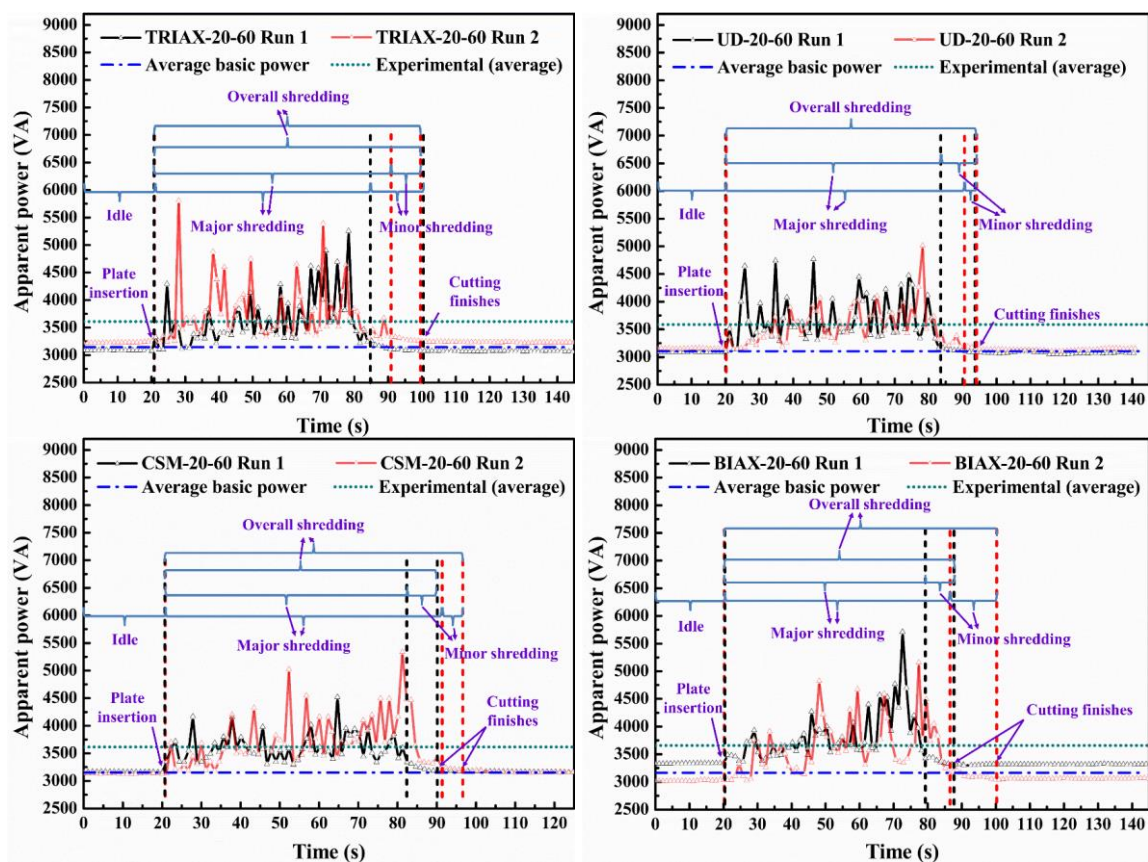 TRIAX-20-60 Run 1 TRIAX-20-60 Run 2
Average basic power Experimental (average)
Overall shredding
Idle
Major shredding
Minor shredding
Plate
insertion
Cutting
finishes
Apparent power (VA)
9000
8500
8000
7500
7000
6500
6000
5500
5000
4500
4000
3500
3000
2500
0 10 20 30 40 50 60 70 80 90 100 110 120 130 140
Time (s)
UD-20-60 Run 1 UD-20-60 Run 2
Average basic power Experimental (average)
Overall shredding
Idle
Major shredding
Minor shredding
Plate
insertion
Cutting finishes
Apparent power (VA)
9000
8500
8000
7500
7000
6500
6000
5500
5000
4500
4000
3500
3000
2500
0 10 20 30 40 50 60 70 80 90 100 110 120 130 140
Time (s)
CSM-20-60 Run 1 CSM-20-60 Run 2
Average basic power Experimental (average)
Overall shredding
Idle
Major shredding
Minor shredding
Plate
insertion
Cutting
finishes
Apparent power (VA)
9000
8500
8000
7500
7000
6500
6000
5500
5000
4500
4000
3500
3000
2500
0 10 20 30 40 50 60 70 80 90 100 110 120
Time (s)
BIAX-20-60 Run 1 BIAX-20-60 Run 2
Average basic power Experimental (average)
Overall shredding
Idle
Major shredding
Minor shredding
Plate
insertion
Cutting finishes
Apparent power (VA)
9000
8500
8000
7500
7000
6500
6000
5500
5000
4500
4000
3500
3000
2500
0 10 20 30 40 50 60 70 80 90 100 110 120 130 140
Time (s)